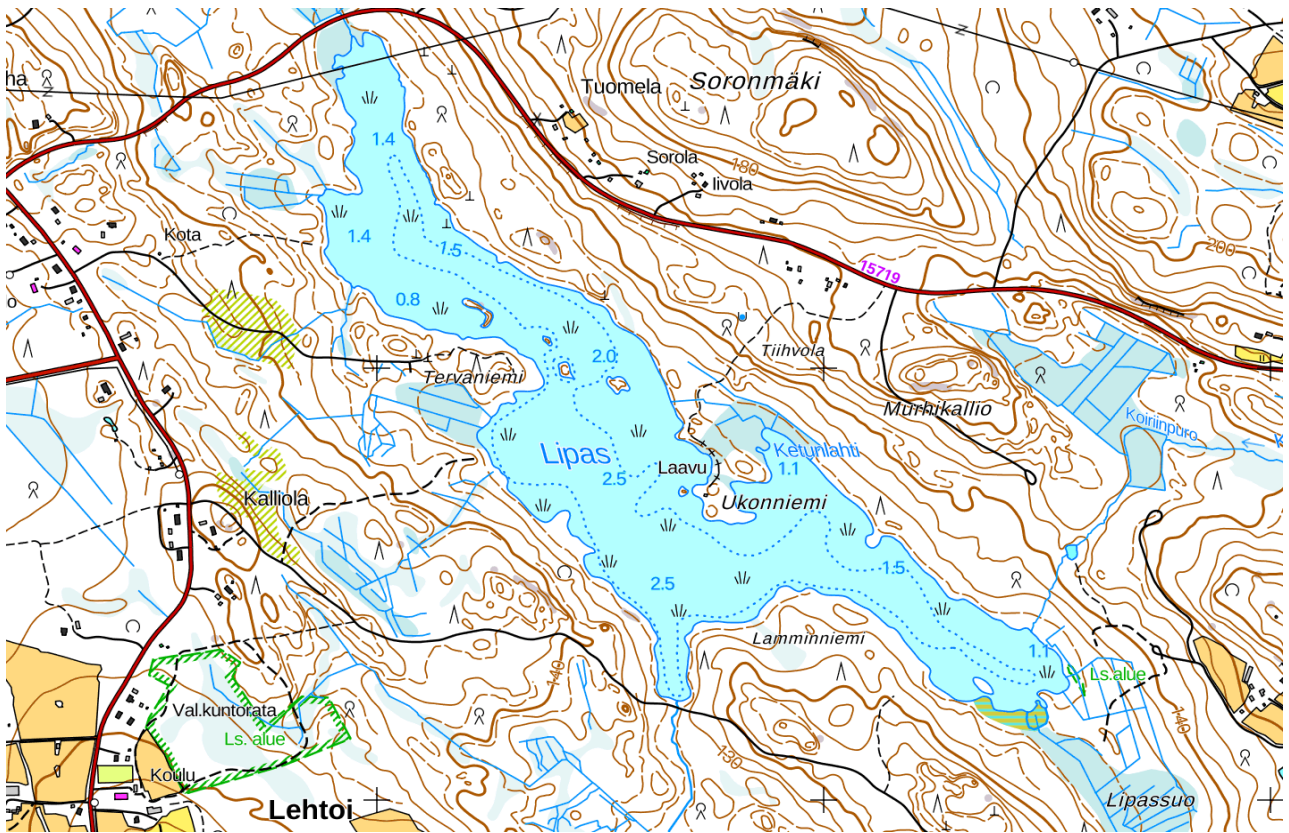 ha
Tuomela
Soronmäki
1.4
Sorola
180
Iivola
1.4
Kota
1.5
200
15719
0.8
2.0
Tiihvola
Tervaniemi
Murhikallio
Koiriinpuro
K
Lipas
Ketunlahti
Laavu
1.1
2.5
Kalliola
Ukonniemi
1.5
2.5
Lamminniemi
1.1
140
Ls.alue
Val.kuntorata
140
Ls. alue
130
Koulu
Lehtoi
Lipassuo